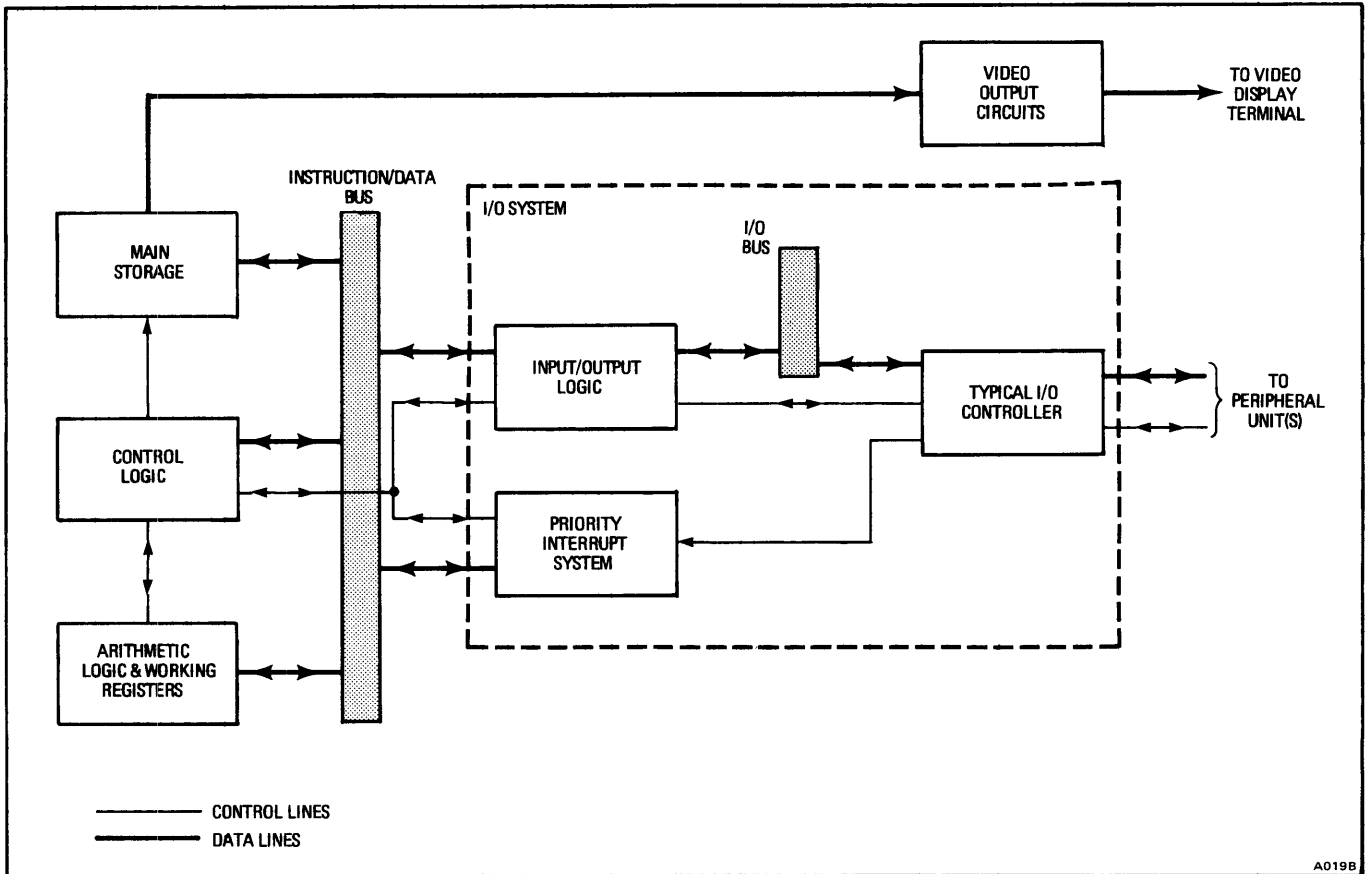 VIDEO
OUTPUT
CIRCUITS
TO VIDEO
DISPLAY
TERMINAL
INSTRUCTION/DATA
BUS
I/O SYSTEM
I/O
BUS
MAIN
STORAGE
INPUT/OUTPUT
LOGIC
TYPICAL I/O
CONTROLLER
TO
PERIPHERAL
UNIT(S)
CONTROL
LOGIC
PRIORITY
INTERRUPT
SYSTEM
ARITHMETIC
LOGIC & WORKING
REGISTERS
CONTROL LINES
DATA LINES
A019B